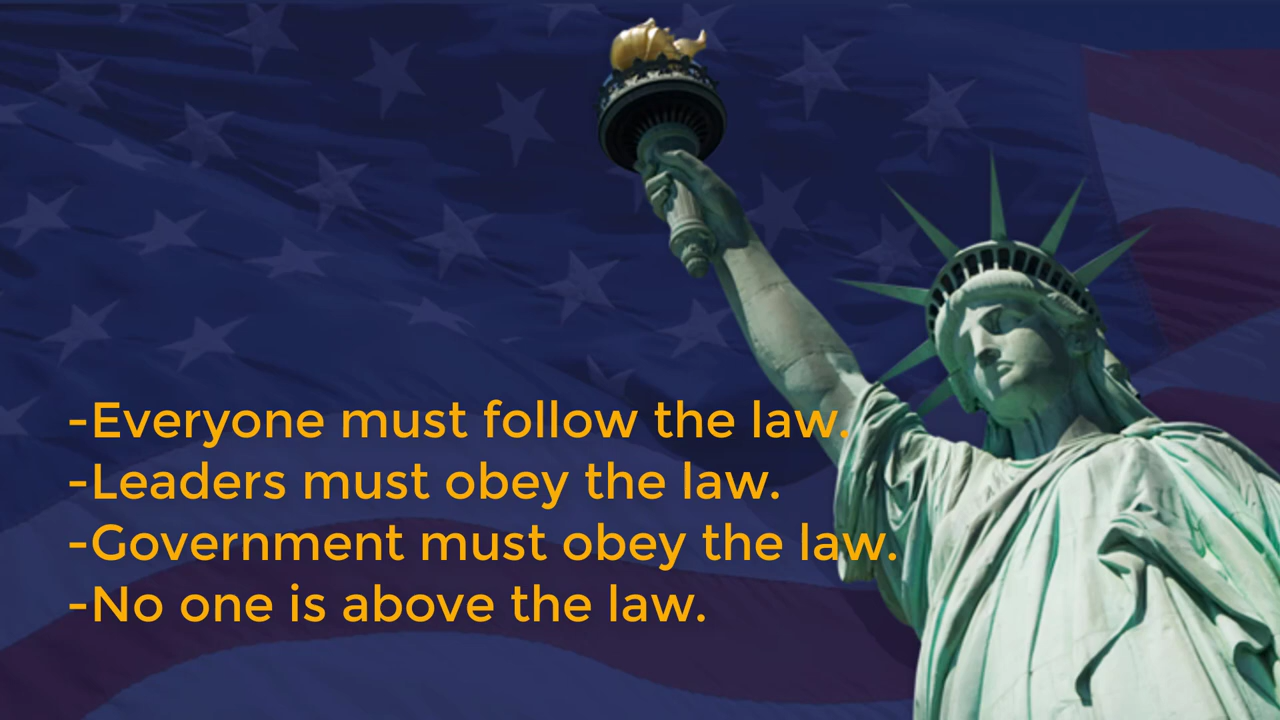 -Everyone must follow the law.
-Leaders must obey the law.
-Government must obey the law.
-No one is above the law.